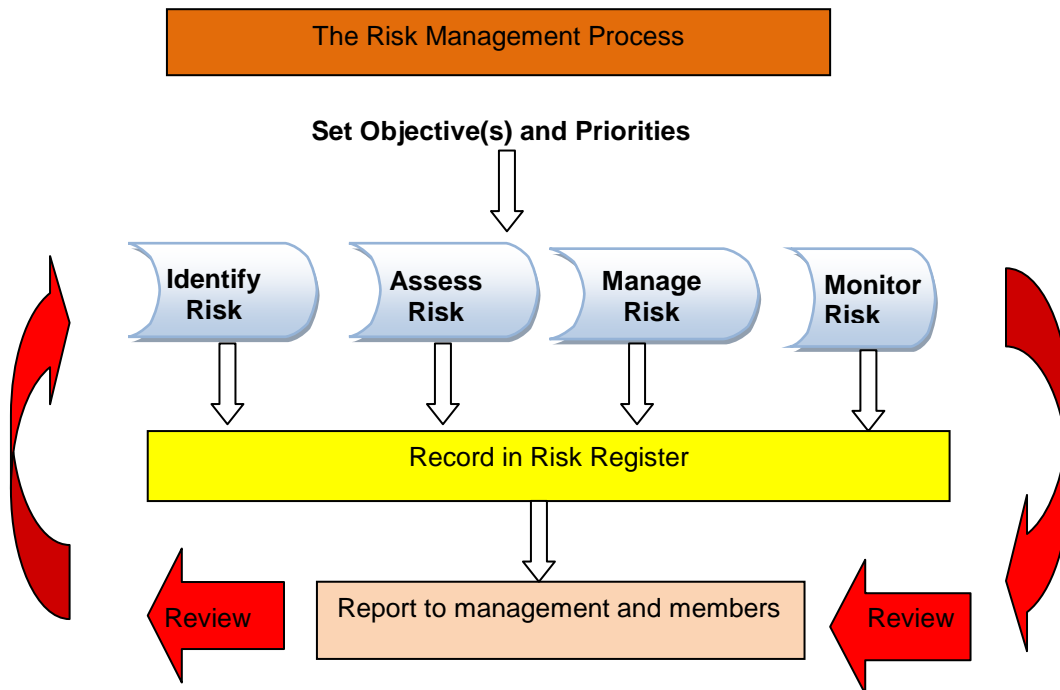 The Risk Management Process
Set Objective(s) and Priorities
Identify
Risk
Assess
Risk
Manage
Risk
Monitor
Risk
Record in Risk Register
Report to management and members
Review
Review